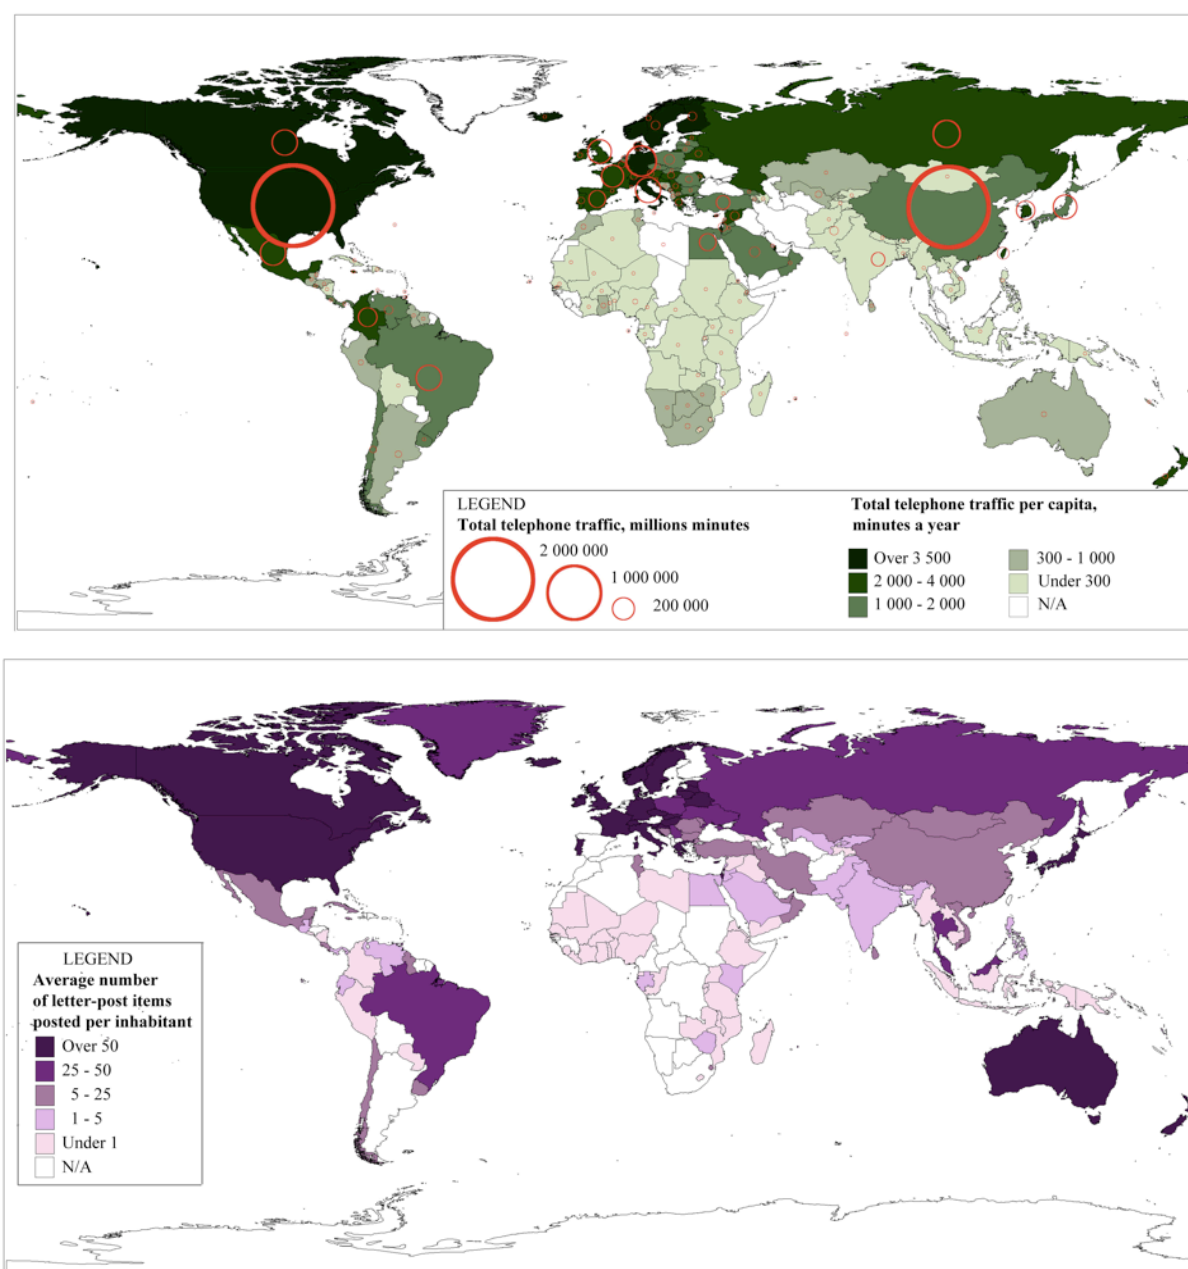 LEGEND
Total telephone traffic, millions minutes
2 000 000
1 000 000
200 000
Total telephone traffic per capita,
minutes a year
Over 3 500
2 000 - 4 000
1 000 - 2 000
300 - 1 000
Under 300
N/A
LEGEND
Average number
of letter-post items
posted per inhabitant
Over 50
25 - 50
5 - 25
1 - 5
Under 1
N/A